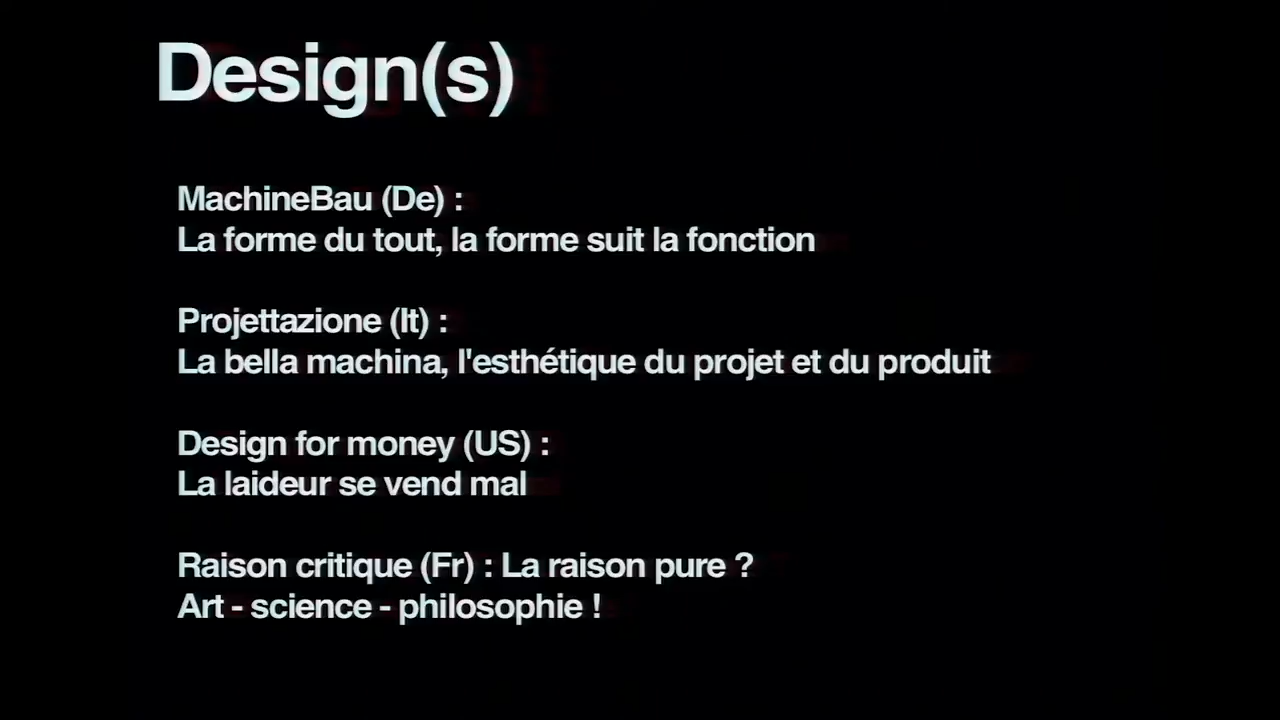 Design(s)
MachineBau (De) :
La forme du tout, la forme suit la fonction
Projettazione (It) :
La bella machina, l'esthétique du projet et du produit
Design for money (US) :
La laideur se vend mal
Raison critique (Fr) : La raison pure ?
Art - science - philosophie !